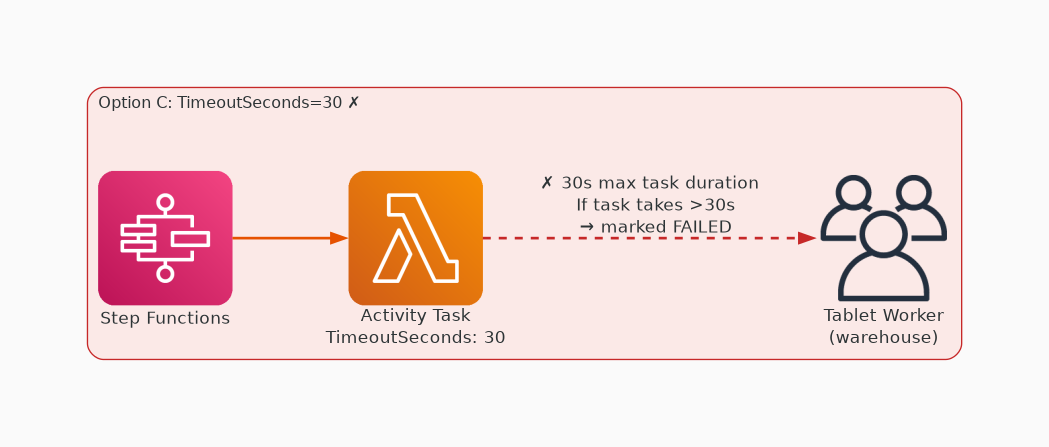 Option C: TimeoutSeconds=30 ✗
✗ 30s max task duration
If task takes >30s
→ marked FAILED
Step Functions
Activity Task
TimeoutSeconds: 30
Tablet Worker
(warehouse)